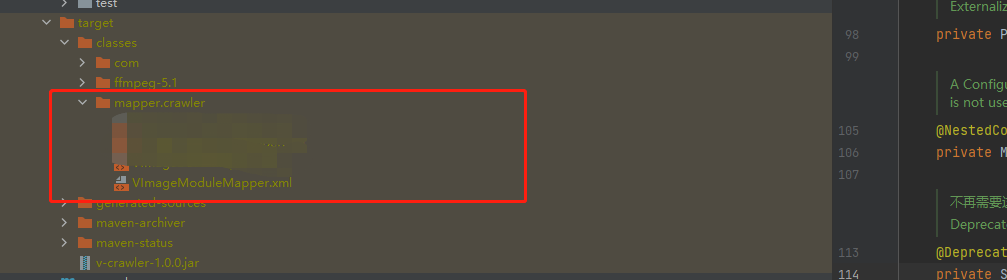 test
target
classes
com
ffmpeg-5.1
mapper.crawler
VImageModuleMapper.xml
generated-sources
maven-archiver
maven-status
v-crawler-1.0.0.jar
Externaliz
98 private P
99
A Configu
is not use
105 @NestedCo
106 private M
107
不再需要这
Deprecat
113 @Deprecat
114 private s